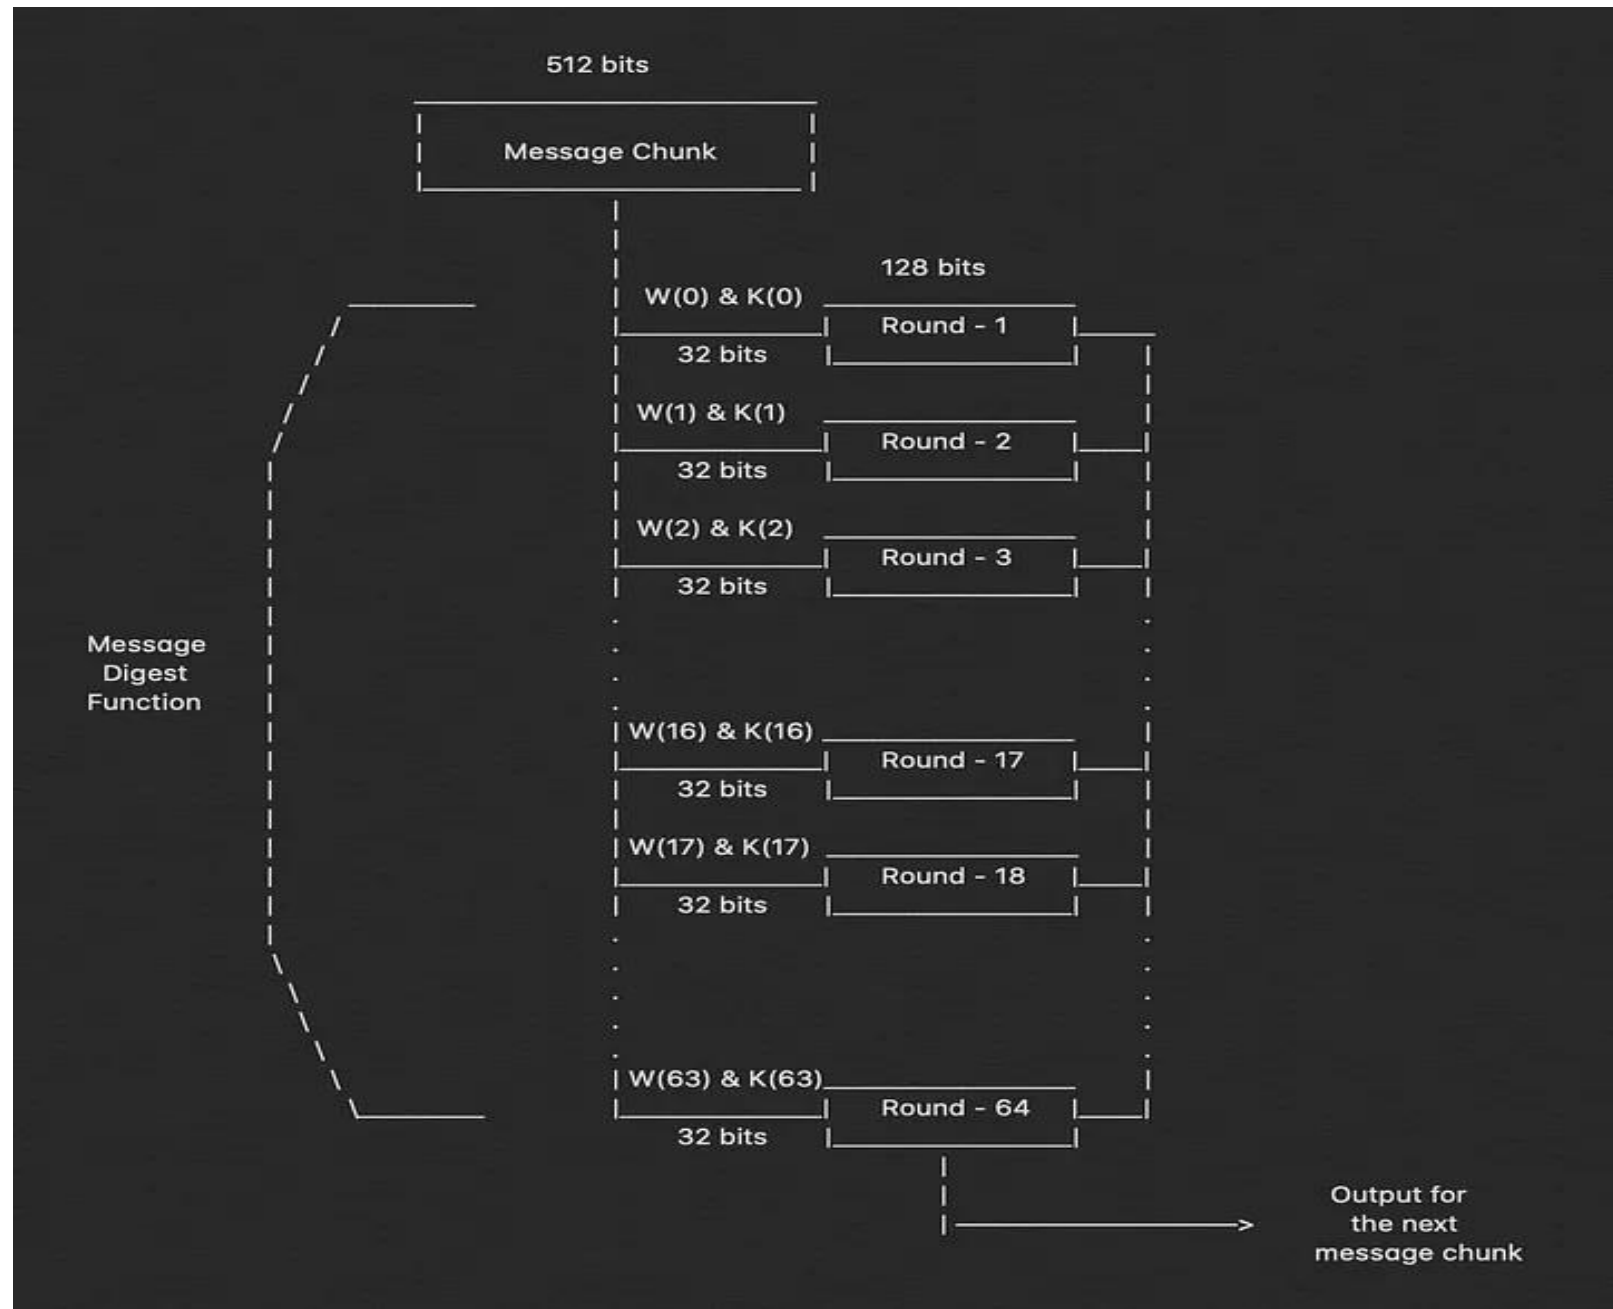 512 bits
Message Chunk
128 bits
W(0) & K(0)
Round - 1
32 bits
W(1) & K(1)
Round - 2
32 bits
W(2) & K(2)
Round - 3
32 bits
Message
Digest
Function
W(16) & K(16)
Round - 17
32 bits
W(17) & K(17)
Round - 18
32 bits
W(63) & K(63)
Round - 64
32 bits
Output for
the next
message chunk